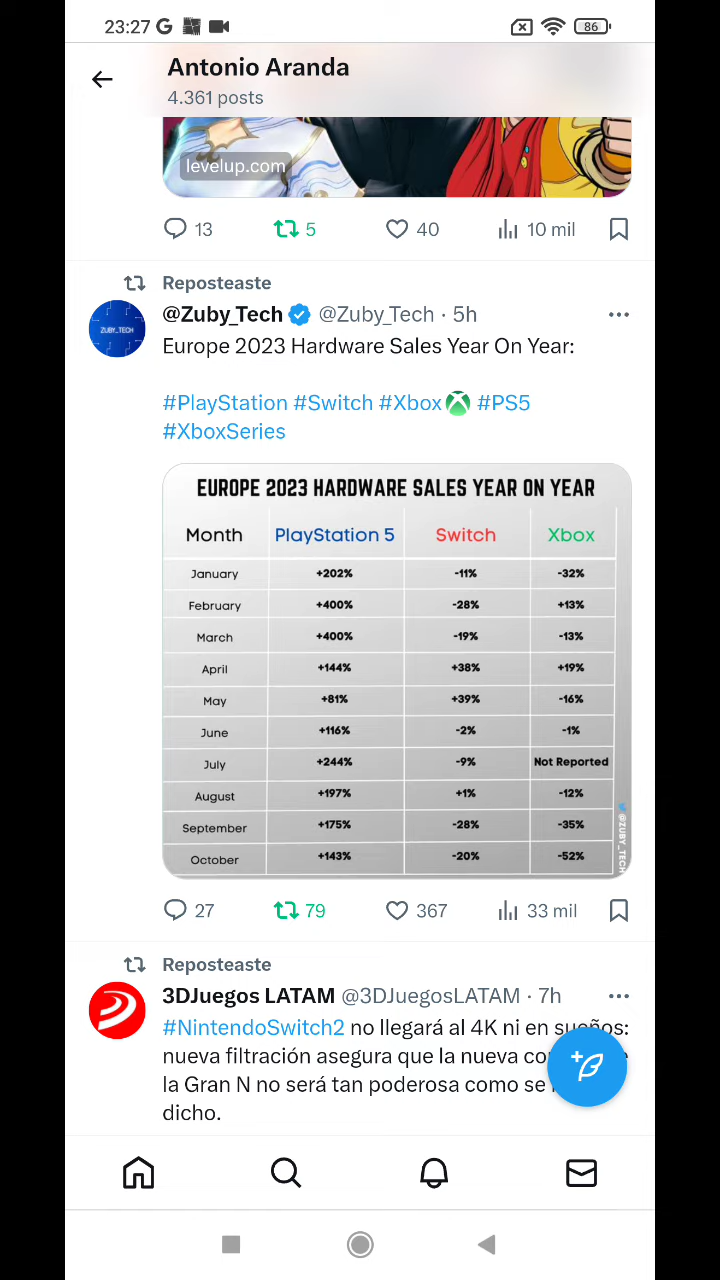 23:27
86
Antonio Aranda
4.361 posts
levelup.com
13 5 40 10 mil
Reposteaste
@Zuby_Tech @Zuby_Tech · 5h
Europe 2023 Hardware Sales Year On Year:
#PlayStation #Switch #Xbox #PS5
#XboxSeries
ZUBY_TECH
EUROPE 2023 HARDWARE SALES YEAR ON YEAR
Month PlayStation 5 Switch Xbox
January +202% -11% -32%
February +400% -28% +13%
March +400% -19% -13%
April +144% +38% +19%
May +81% +39% -16%
June +116% -2% -1%
July +244% -9% Not Reported
August +197% +1% -12%
September +175% -28% -35%
October +143% -20% -52%
@ZUBY_TECH
27 79 367 33 mil
Reposteaste
3DJuegos LATAM @3DJuegosLATAM · 7h
#NintendoSwitch2 no llegará al 4K ni en sueños:
nueva filtración asegura que la nueva
la Gran N no será tan poderosa como se
dicho.